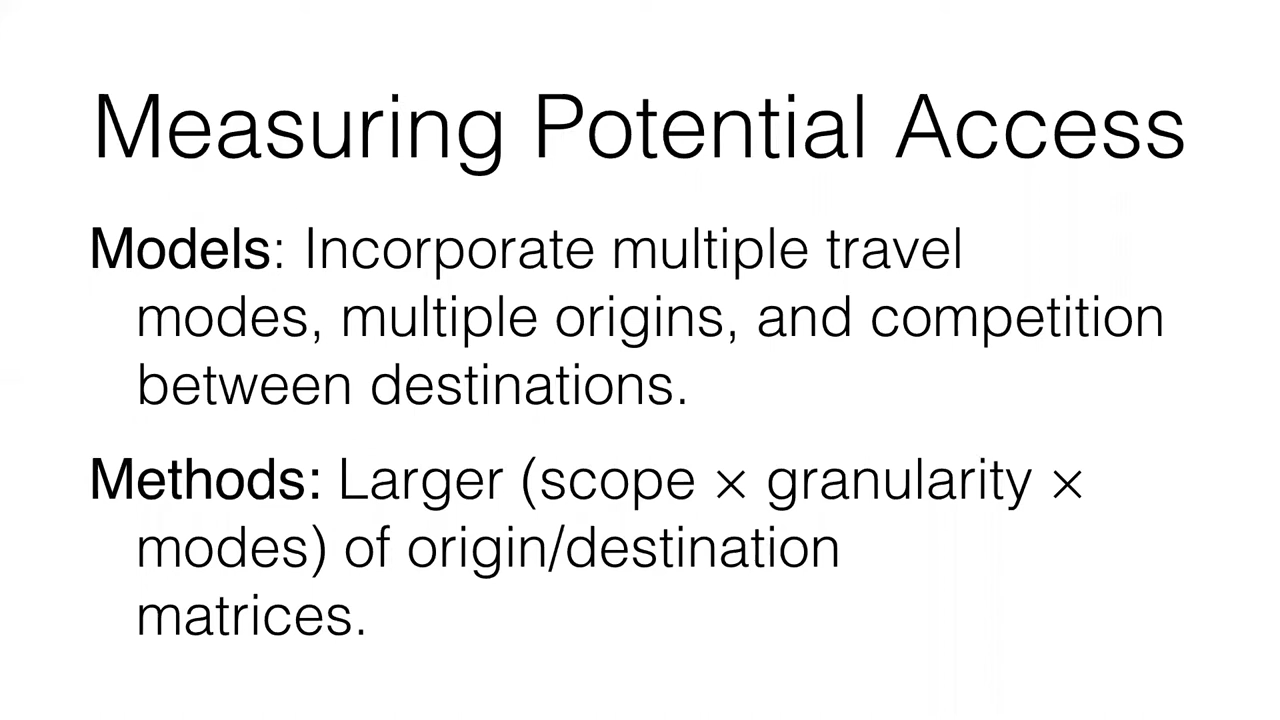 Measuring Potential Access
Models: Incorporate multiple travel
modes, multiple origins, and competition
between destinations.
Methods: Larger (scope × granularity ×
modes) of origin/destination
matrices.